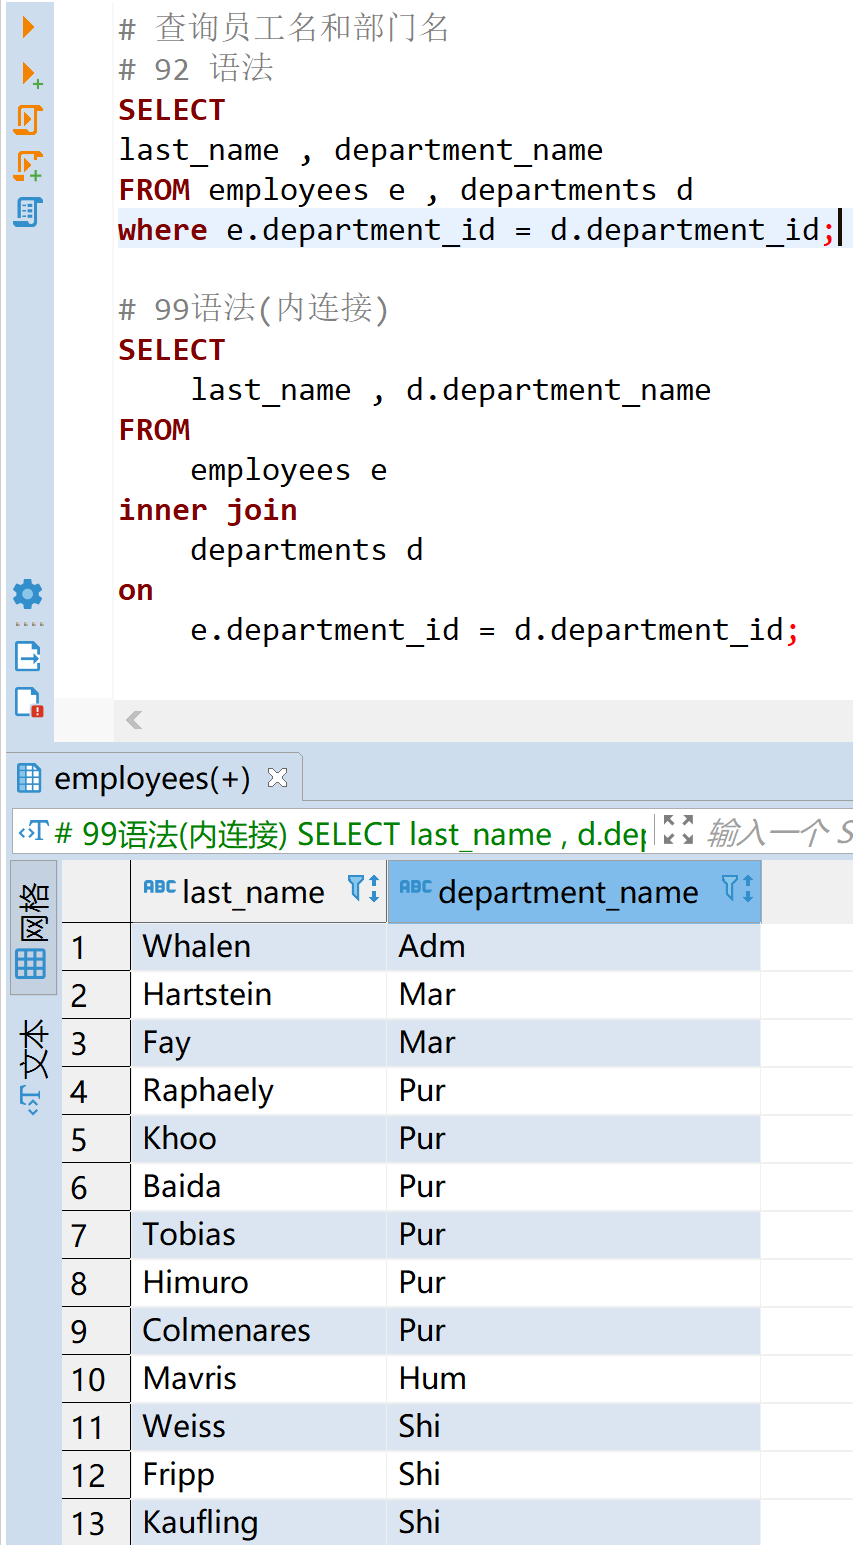 # 查询员工名和部门名
# 92 语法
SELECT
last_name , department_name
FROM employees e , departments d
where e.department_id = d.department_id;
# 99语法(内连接)
SELECT
last_name , d.department_name
FROM
employees e
inner join
departments d
on
e.department_id = d.department_id;
employees(+)
# 99语法(内连接) SELECT last_name , d.dep 输入一个 S
网格
文本
ABC last_name ABC department_name
1 Whalen Adm
2 Hartstein Mar
3 Fay Mar
4 Raphaely Pur
5 Khoo Pur
6 Baida Pur
7 Tobias Pur
8 Himuro Pur
9 Colmenares Pur
10 Mavris Hum
11 Weiss Shi
12 Fripp Shi
13 Kaufling Shi